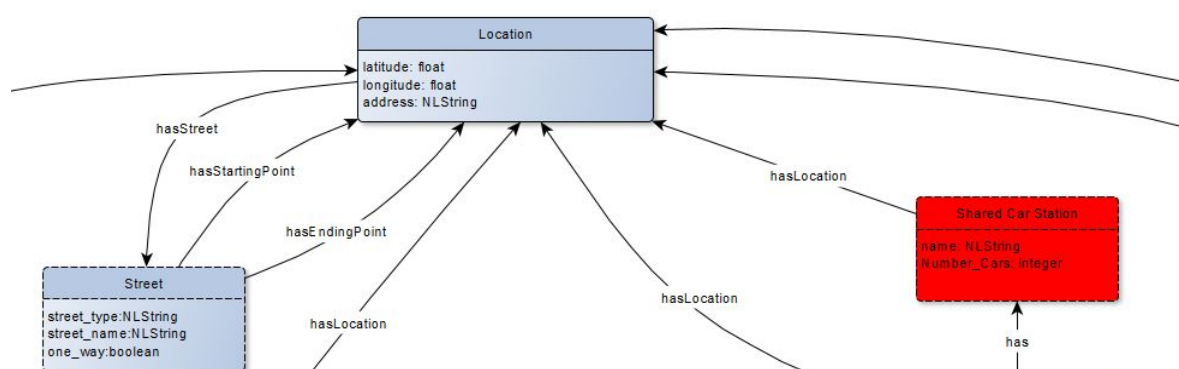 Location
latitude: float
longitude: float
address: NLString
hasStreet
hasStartingPoint
hasLocation
Shared Car Station
name: NLString
Number_Cars: integer
hasEndingPoint
Street
street_type:NLString
street_name:NLString
one_way:boolean
hasLocation
hasLocation
has